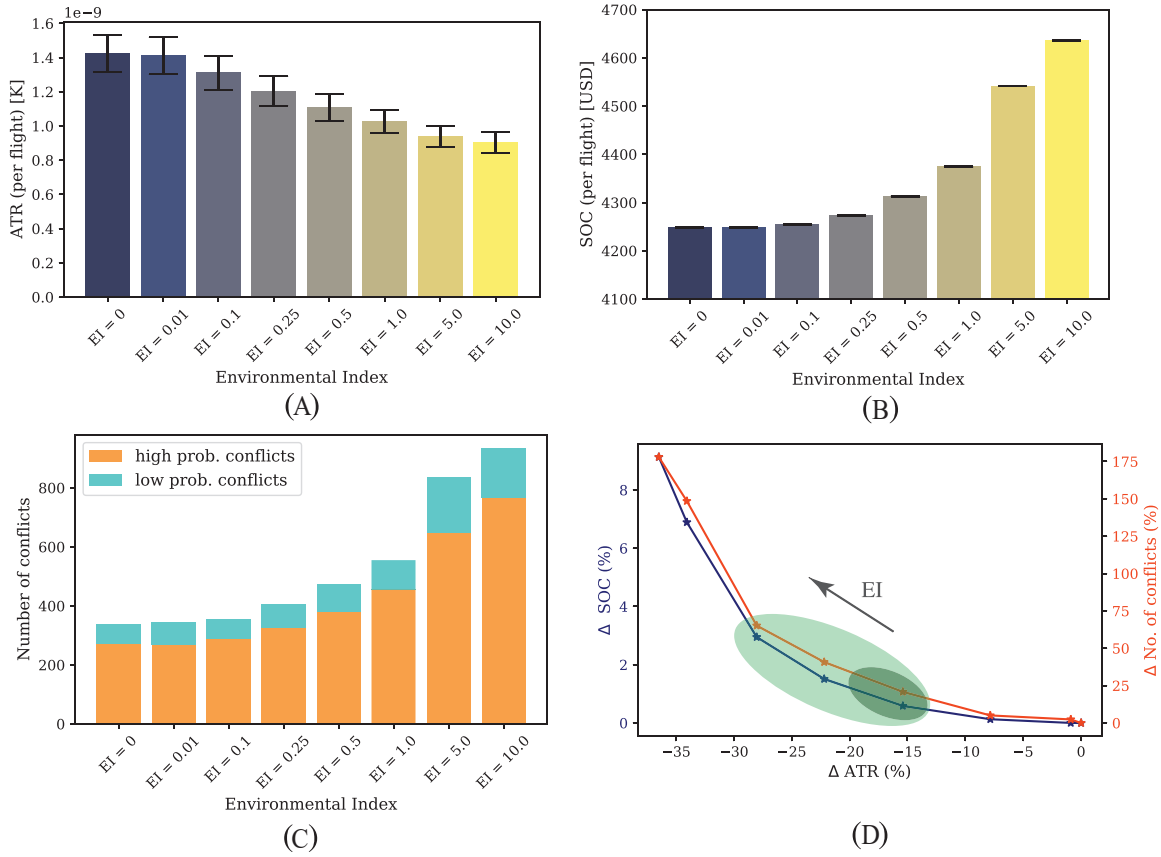 1e−9
1.6
1.4
1.2
1.0
0.8
0.6
0.4
0.2
0.0
ATR (per flight) [K]
EI = 0
EI = 0.01
EI = 0.1
EI = 0.25
EI = 0.5
EI = 1.0
EI = 5.0
EI = 10.0
Environmental Index
(A)
4700
4600
4500
4400
4300
4200
4100
SOC (per flight) [USD]
EI = 0
EI = 0.01
EI = 0.1
EI = 0.25
EI = 0.5
EI = 1.0
EI = 5.0
EI = 10.0
Environmental Index
(B)
high prob. conflicts
low prob. conflicts
800
600
400
200
0
Number of conflicts
EI = 0
EI = 0.01
EI = 0.1
EI = 0.25
EI = 0.5
EI = 1.0
EI = 5.0
EI = 10.0
Environmental Index
(C)
8
6
4
2
0
Δ SOC (%)
EI
175
150
125
100
75
50
25
0
Δ No. of conflicts (%)
−35
−30
−25
−20
−15
−10
−5
0
Δ ATR (%)
(D)